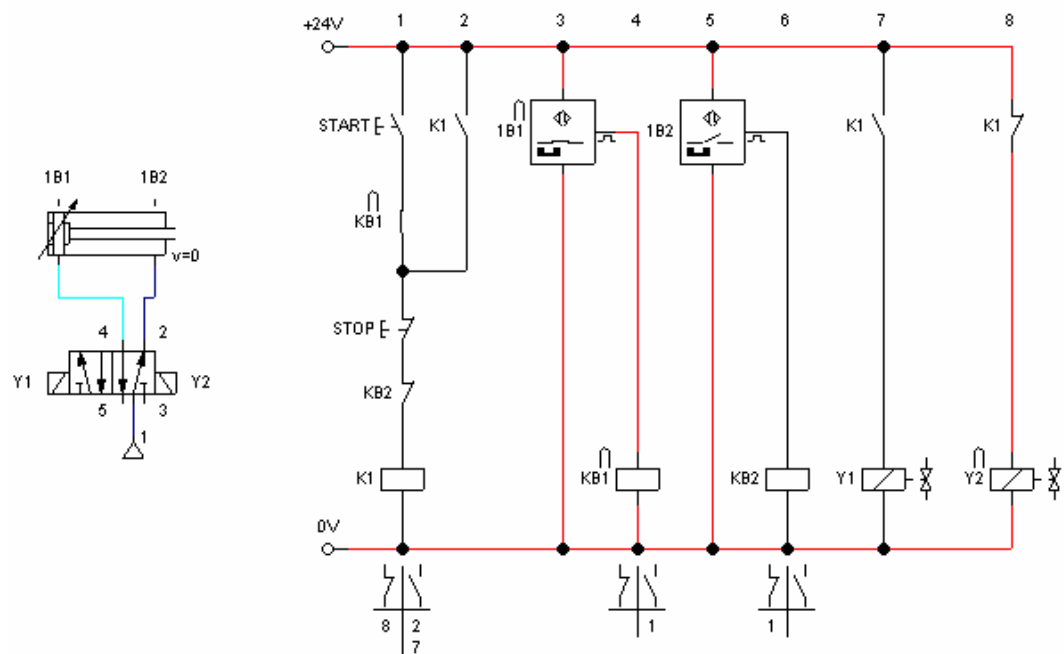 1 2 3 4 5 6 7 8
+24V
START K1 1B1 1B2 K1 K1
1B1 1B2
KB1
v=0
4 2
STOP
Y1 Y2
KB2
5 3
1
K1 KB1 KB2 Y1 Y2
0V
8 2 1 1
7